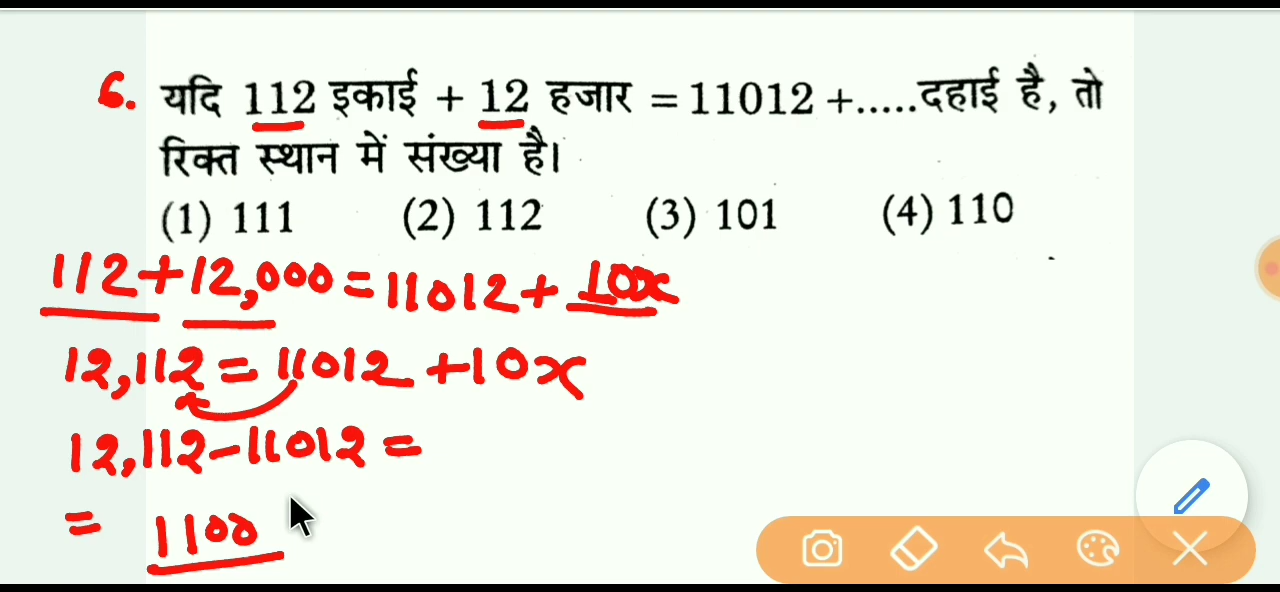 6. यदि 112 इकाई + 12 हजार = 11012 +.....दहाई है, तो
रिक्त स्थान में संख्या है।
(1) 111 (2) 112 (3) 101 (4) 110
112+12,000=11012+10x
12,112=11012+10x
12,112-11012=
= 1100